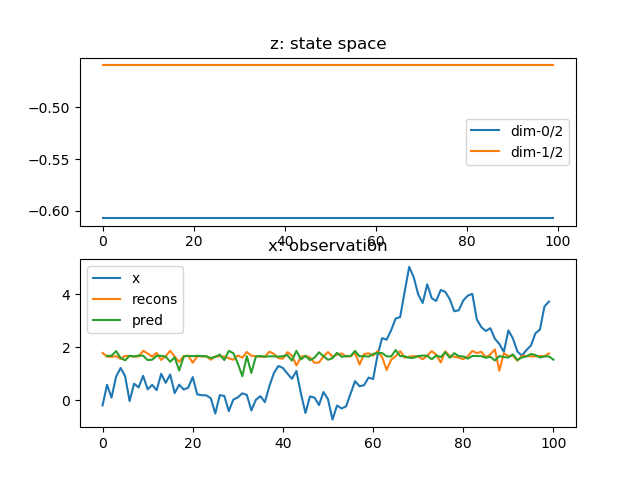 z: state space
−0.50
−0.55
−0.60
dim-0/2
dim-1/2
0 20 40 60 80 100
x: observation
4
2
0
x
recons
pred
0 20 40 60 80 100